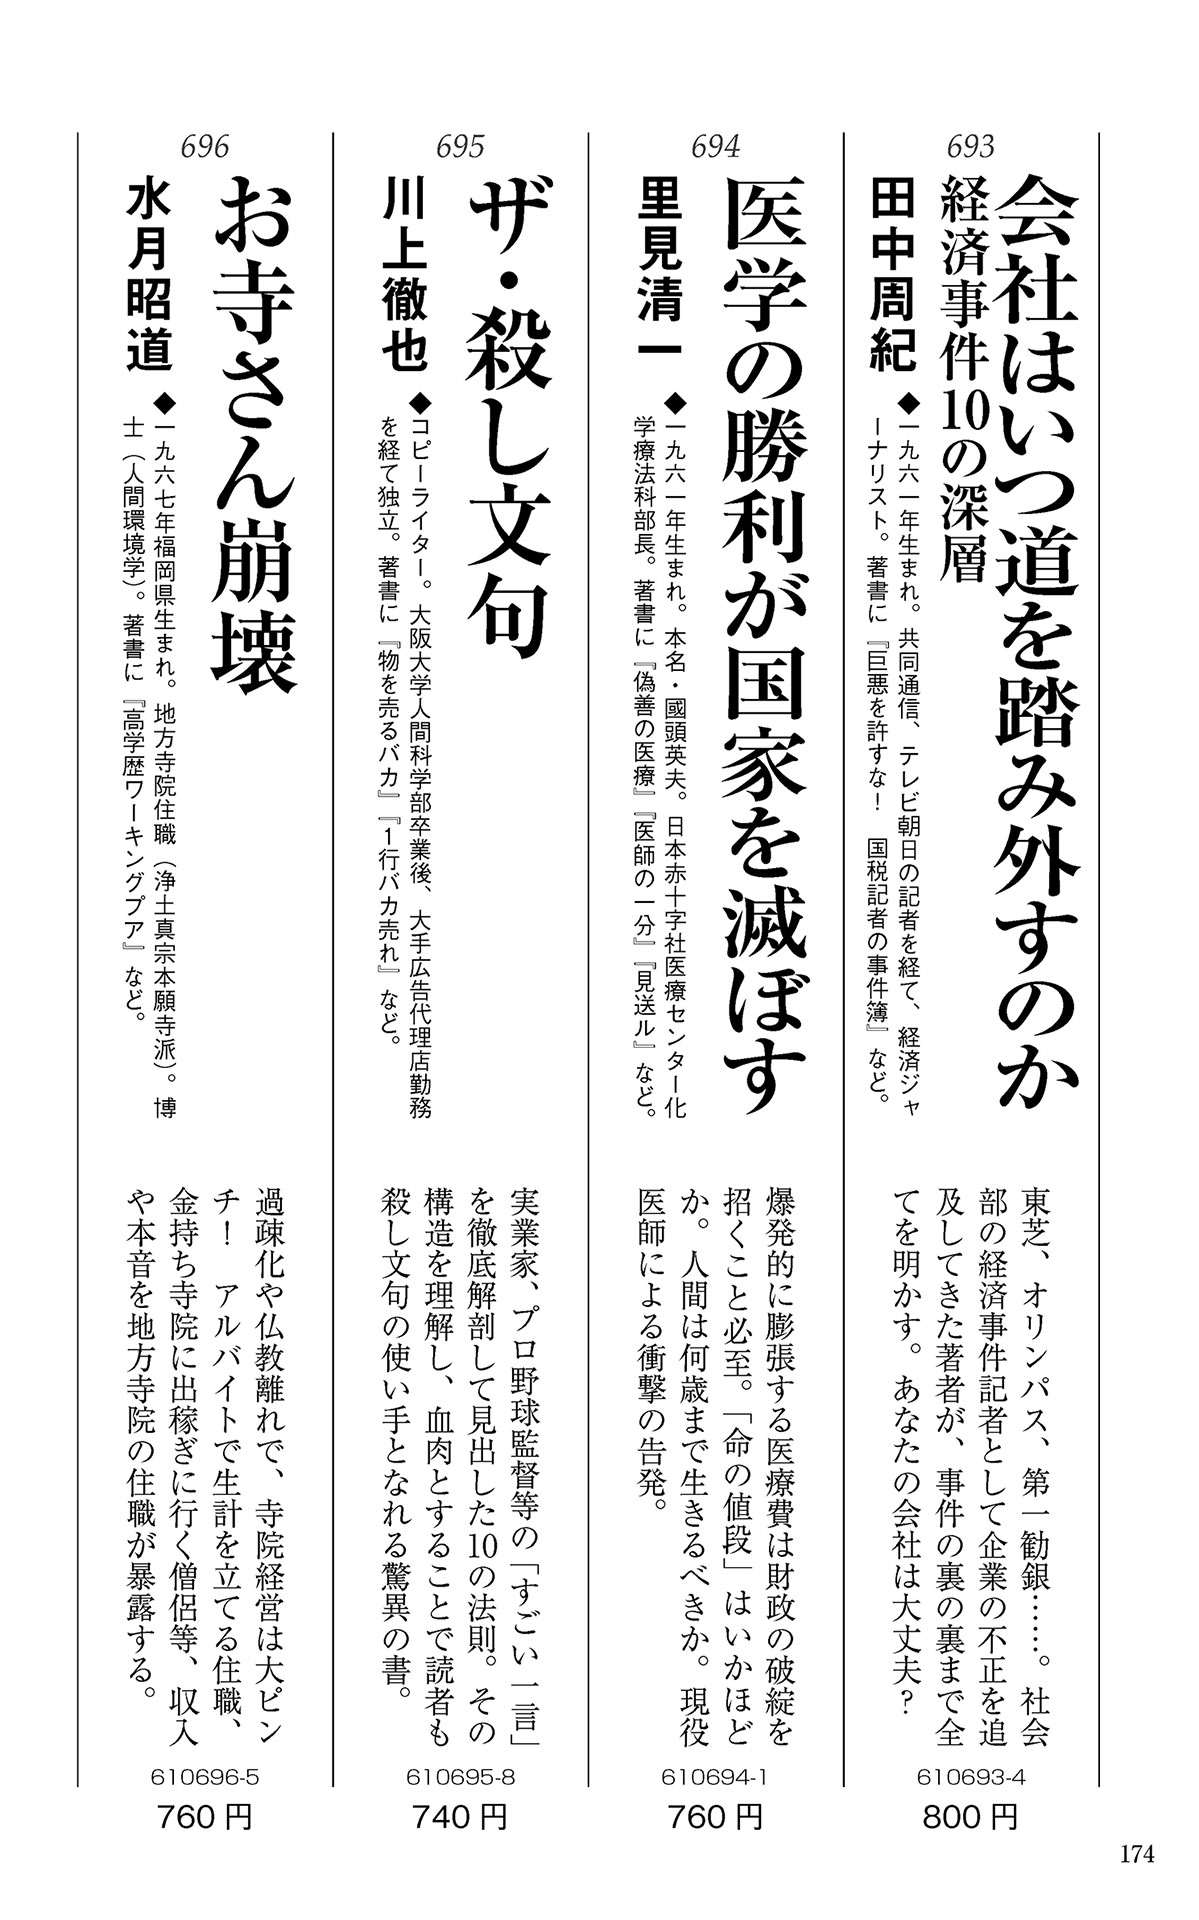 693
会社はいつ道を踏み外すのか
経済事件10の深層
田中周紀
◆一九六一年生まれ。共同通信、テレビ朝日の記者を経て、経済ジャ
ーナリスト。著書に『巨悪を許すな！　国税記者の事件簿』など。
東芝、オリンパス、第一勧銀……。社会
部の経済事件記者として企業の不正を追
及してきた著者が、事件の裏の裏まで全
てを明かす。あなたの会社は大丈夫？
610693-4
800円
694
医学の勝利が国家を滅ぼす
里見清一
◆一九六一年生まれ。本名・國頭英夫。日本赤十字社医療センター化
学療法科部長。著書に『偽善の医療』『医師の一分』『見送ル』など。
爆発的に膨張する医療費は財政の破綻を
招くこと必至。「命の値段」はいかほど
か。人間は何歳まで生きるべきか。現役
医師による衝撃の告発。
610694-1
760円
695
ザ・殺し文句
川上徹也
◆コピーライター。大阪大学人間科学部卒業後、大手広告代理店勤務
を経て独立。著書に『物を売るバカ』『1行バカ売れ』など。
実業家、プロ野球監督等の「すごい一言」
を徹底解剖して見出した10の法則。その
構造を理解し、血肉とすることで読者も
殺し文句の使い手となれる驚異の書。
610695-8
740円
696
お寺さん崩壊
水月昭道
◆一九六七年福岡県生まれ。地方寺院住職（浄土真宗本願寺派）。博
士（人間環境学）。著書に『高学歴ワーキングプア』など。
過疎化や仏教離れで、寺院経営は大ピン
チ！　アルバイトで生計を立てる住職、
金持ち寺院に出稼ぎに行く僧侶等、収入
や本音を地方寺院の住職が暴露する。
610696-5
760円
174